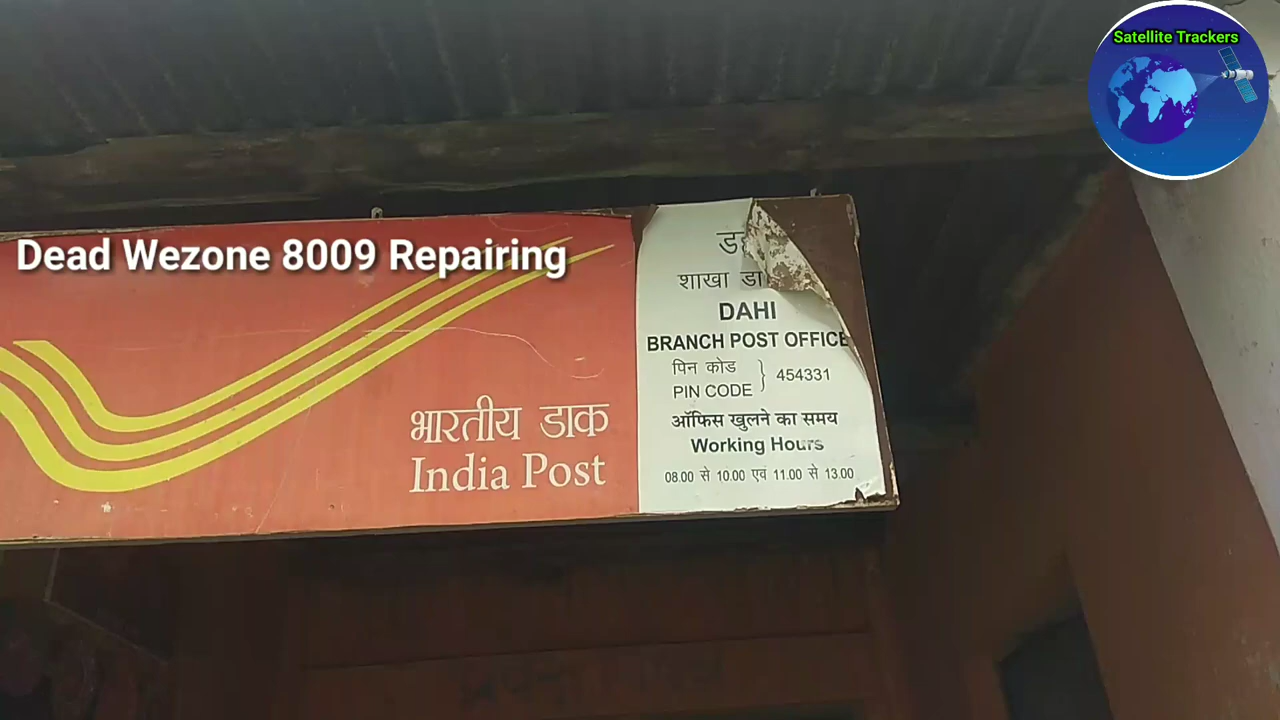 Satellite Trackers
Dead Wezone 8009 Repairing
भारतीय डाक
India Post
शाखा
DAHI
BRANCH POST OFFICE
पिन कोड
PIN CODE } 454331
ऑफिस खुलने का समय
Working Hours
08.00 से 10.00 एवं 11.00 से 13.00